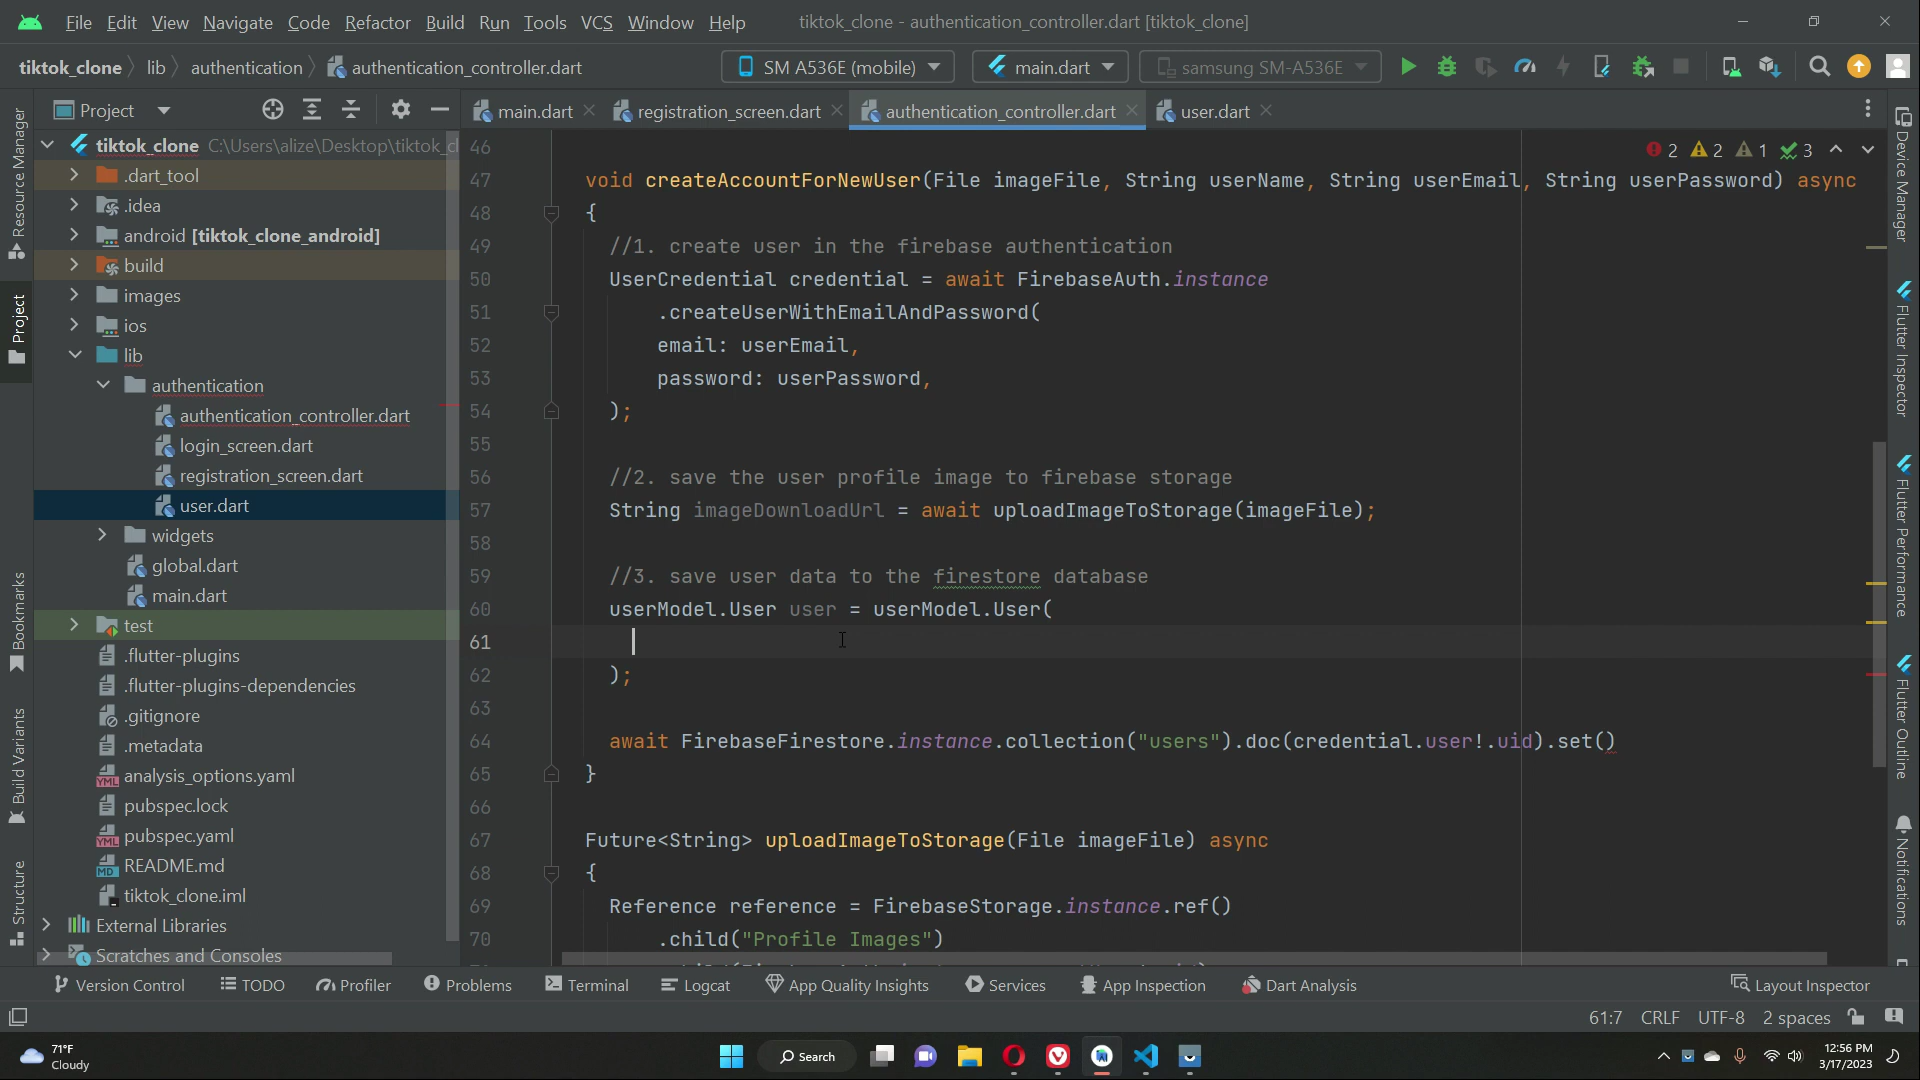 File Edit View Navigate Code Refactor Build Run Tools VCS Window Help tiktok_clone - authentication_controller.dart [tiktok_clone]
tiktok_clone lib authentication authentication_controller.dart SM A536E (mobile) main.dart samsung SM-A536E
Project main.dart registration_screen.dart authentication_controller.dart user.dart
Resource Manager
Project
Bookmarks
Build Variants
Structure
tiktok_clone C:\Users\alize\Desktop\tiktok_cl
.dart_tool
.idea
android [tiktok_clone_android]
build
images
ios
lib
authentication
authentication_controller.dart
login_screen.dart
registration_screen.dart
user.dart
widgets
global.dart
main.dart
test
.flutter-plugins
.flutter-plugins-dependencies
.gitignore
.metadata
analysis_options.yaml
pubspec.lock
pubspec.yaml
README.md
tiktok_clone.iml
External Libraries
Scratches and Consoles
46 2 2 1 3
47 void createAccountForNewUser(File imageFile, String userName, String userEmail, String userPassword) async
48 {
49 //1. create user in the firebase authentication
50 UserCredential credential = await FirebaseAuth.instance
51 .createUserWithEmailAndPassword(
52 email: userEmail,
53 password: userPassword,
54 );
55
56 //2. save the user profile image to firebase storage
57 String imageDownloadUrl = await uploadImageToStorage(imageFile);
58
59 //3. save user data to the firestore database
60 userModel.User user = userModel.User(
61
62 );
63
64 await FirebaseFirestore.instance.collection("users").doc(credential.user!.uid).set()
65 }
66
67 Future<String> uploadImageToStorage(File imageFile) async
68 {
69 Reference reference = FirebaseStorage.instance.ref()
70 .child("Profile Images")
Device Manager
Flutter Inspector
Flutter Performance
Flutter Outline
Notifications
Version Control TODO Profiler Problems Terminal Logcat App Quality Insights Services App Inspection Dart Analysis Layout Inspector
61:7 CRLF UTF-8 2 spaces
71°F
Cloudy
Search
12:56 PM
3/17/2023